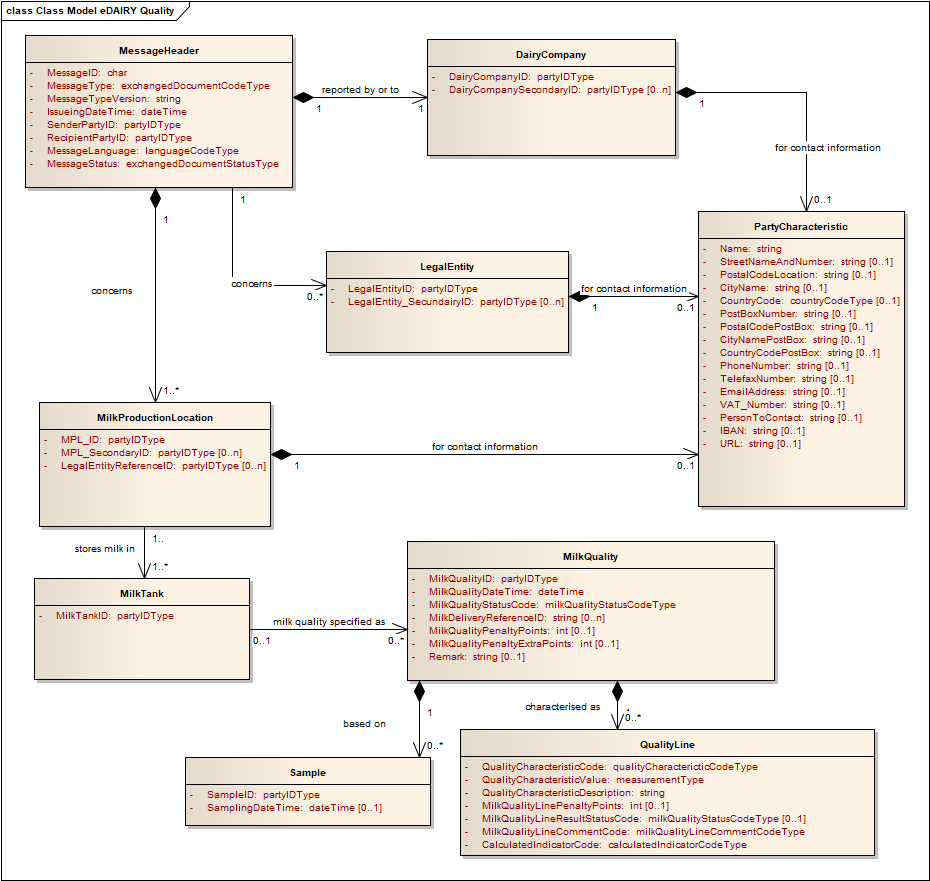 class Class Model eDAIRY Quality
MessageHeader
- MessageID: char
- MessageType: exchangedDocumentCodeType
- MessageTypeVersion: string
- IssueingDateTime: dateTime
- SenderPartyID: partyIDType
- RecipientPartyID: partyIDType
- MessageLanguage: languageCodeType
- MessageStatus: exchangedDocumentStatusType
reported by or to
1
1
DairyCompany
- DairyCompanyID: partyIDType
- DairyCompanySecondaryID: partyIDType [0..n]
1
for contact information
0..1
PartyCharacteristic
- Name: string
- StreetNameAndNumber: string [0..1]
- PostalCodeLocation: string [0..1]
- CityName: string [0..1]
- CountryCode: countryCodeType [0..1]
- PostBoxNumber: string [0..1]
- PostalCodePostBox: string [0..1]
- CityNamePostBox: string [0..1]
- CountryCodePostBox: string [0..1]
- PhoneNumber: string [0..1]
- TelefaxNumber: string [0..1]
- EmailAddress: string [0..1]
- VAT_Number: string [0..1]
- PersonToContact: string [0..1]
- IBAN: string [0..1]
- URL: string [0..1]
1
1
concerns
concerns
0..*
LegalEntity
- LegalEntityID: partyIDType
- LegalEntity_SecundairyID: partyIDType [0..n]
for contact information
1
0..1
1..*
MilkProductionLocation
- MPL_ID: partyIDType
- MPL_SecondaryID: partyIDType [0..n]
- LegalEntityReferenceID: partyIDType [0..n]
for contact information
1
0..1
1..
stores milk in
1..*
MilkTank
- MilkTankID: partyIDType
milk quality specified as
0..1
0..*
MilkQuality
- MilkQualityID: partyIDType
- MilkQualityDateTime: dateTime
- MilkQualityStatusCode: milkQualityStatusCodeType
- MilkDeliveryReferenceID: string [0..n]
- MilkQualityPenaltyPoints: int [0..1]
- MilkQualityPenaltyExtraPoints: int [0..1]
- Remark: string [0..1]
1
based on
0..*
characterised as
0..*
Sample
- SampleID: partyIDType
- SamplingDateTime: dateTime [0..1]
QualityLine
- QualityCharacteristicCode: qualityCharactericticCodeType
- QualityCharacteristicValue: measurementType
- QualityCharacteristicDescription: string
- MilkQualityLinePenaltyPoints: int [0..1]
- MilkQualityLineResultStatusCode: milkQualityStatusCodeType [0..1]
- MilkQualityLineCommentCode: milkQualityLineCommentCodeType
- CalculatedIndicatorCode: calculatedIndicatorCodeType